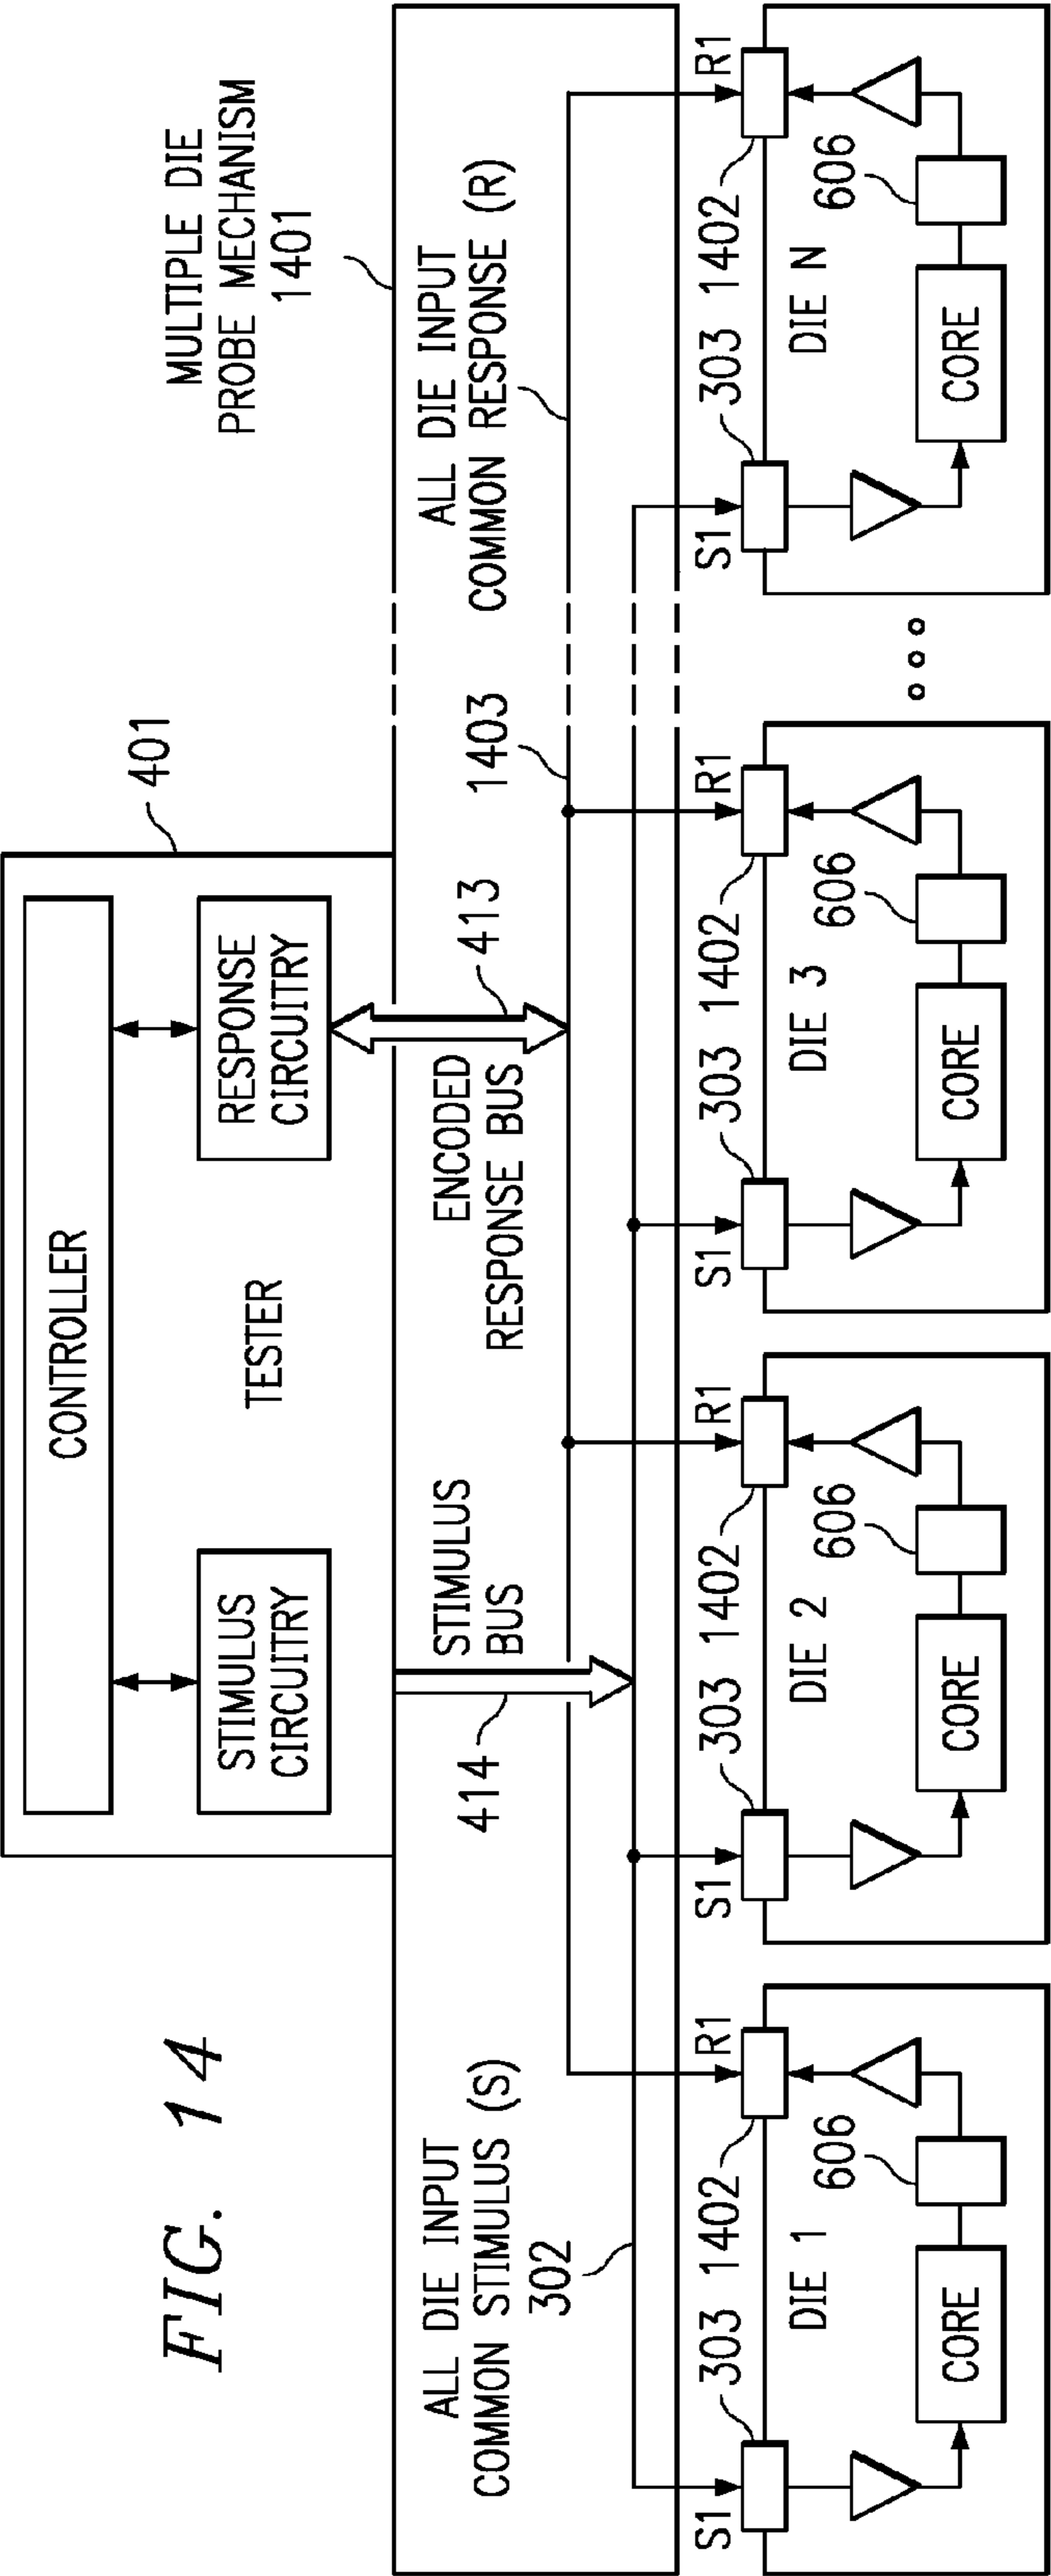 FIG. 14
CONTROLLER
STIMULUS
CIRCUITRY
TESTER
RESPONSE
CIRCUITRY
401
MULTIPLE DIE
PROBE MECHANISM
1401
ALL DIE INPUT
COMMON STIMULUS (S)
302
414
STIMULUS
BUS
ENCODED
RESPONSE BUS
413
1403
ALL DIE INPUT
COMMON RESPONSE (R)
S1
303
1402
R1
DIE 1
606
CORE
S1
303
1402
R1
DIE 2
606
CORE
S1
303
1402
R1
DIE 3
606
CORE
S1
303
1402
R1
DIE N
606
CORE